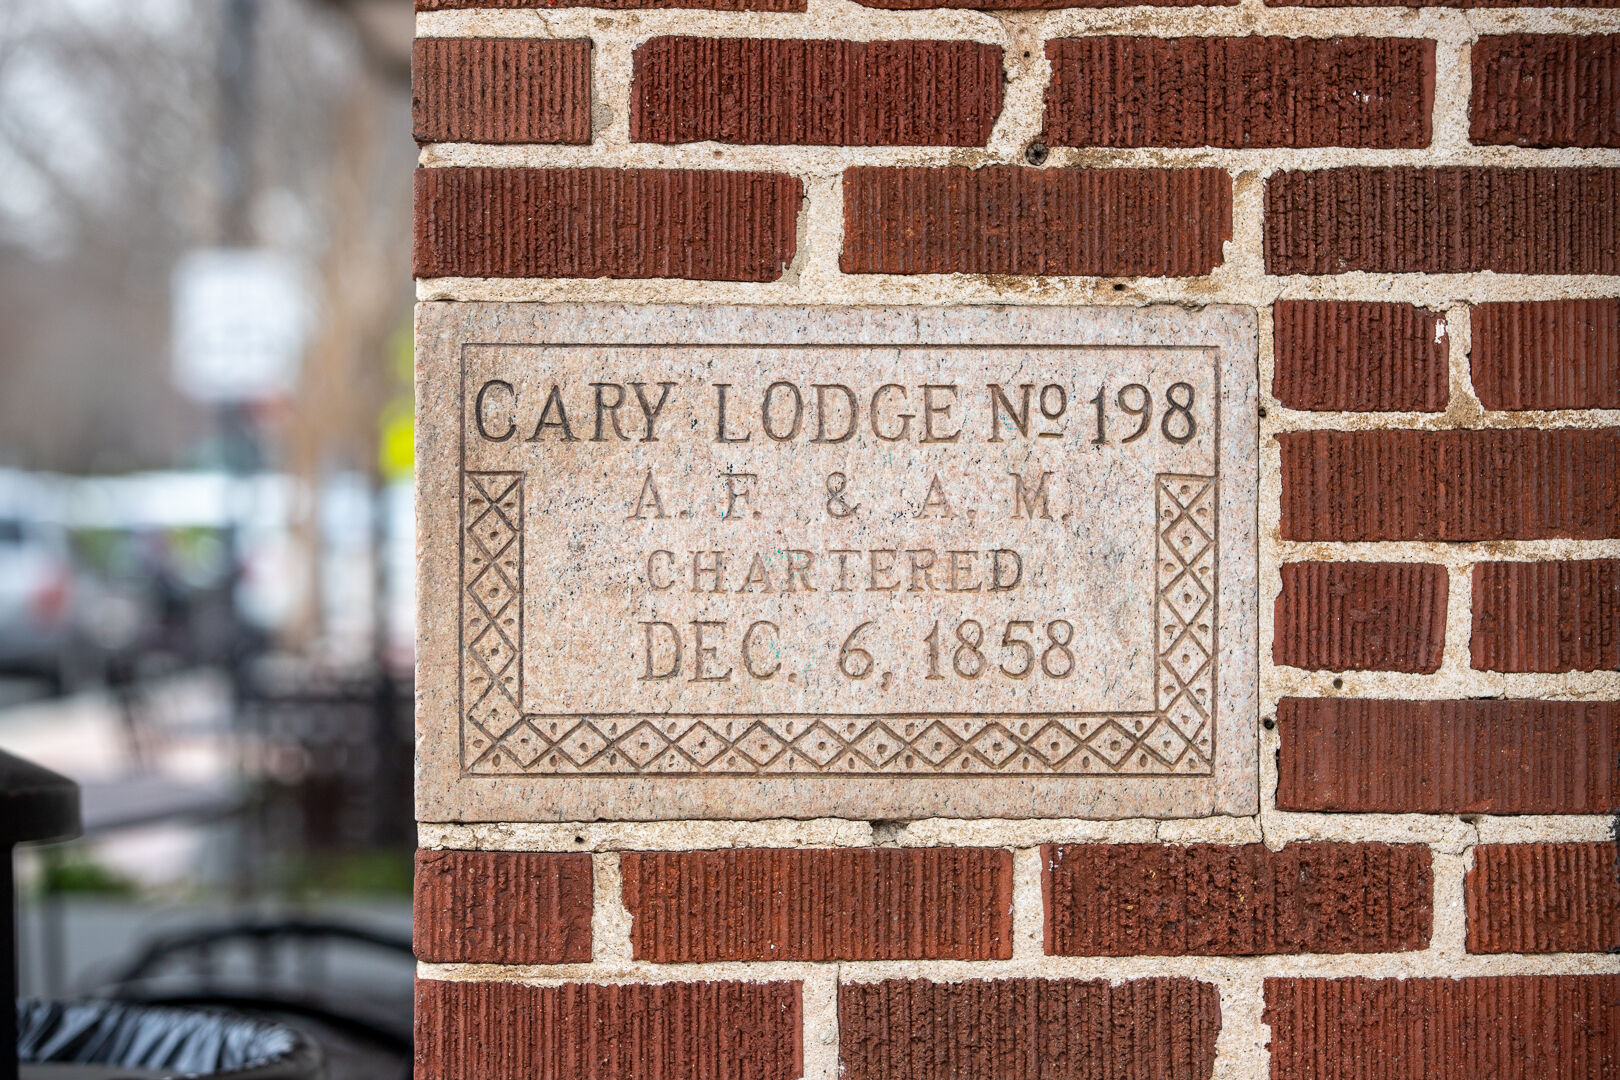 CARY LODGE Nº 198
A. F. & A. M.
CHARTERED
DEC. 6, 1858